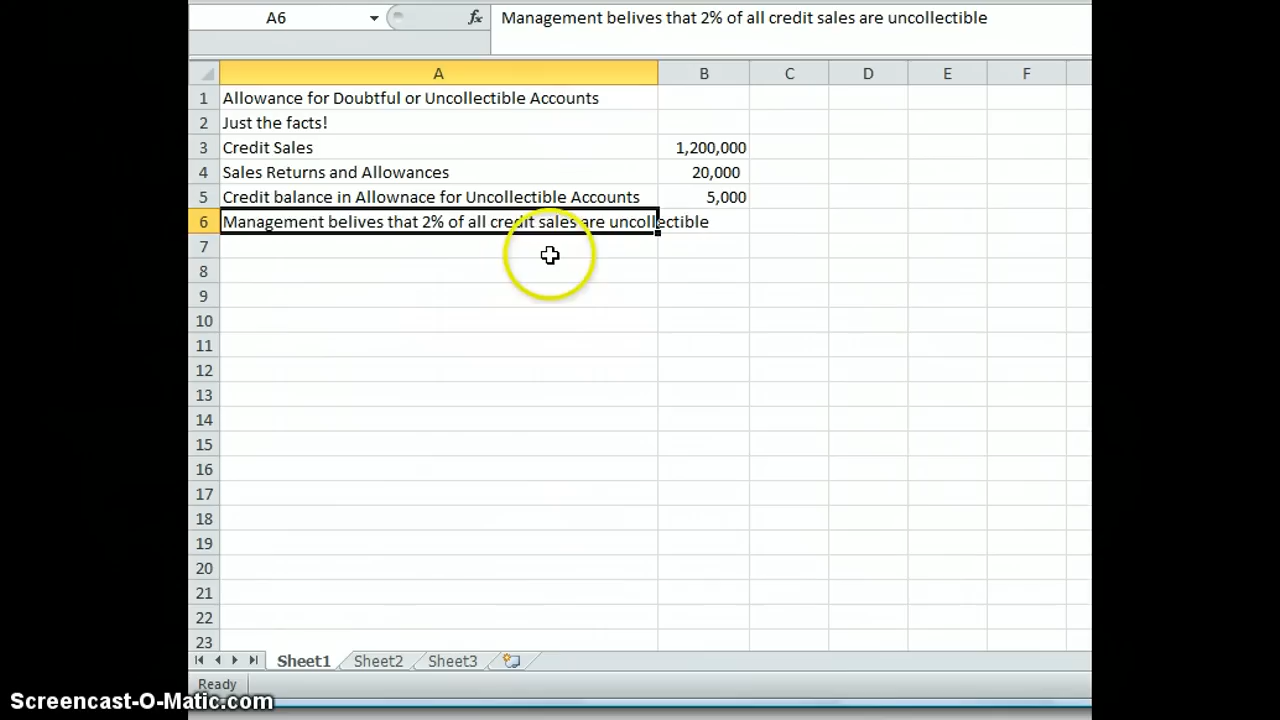 A6 fx Management belives that 2% of all credit sales are uncollectible
A B C D E F
1 Allowance for Doubtful or Uncollectible Accounts
2 Just the facts!
3 Credit Sales 1,200,000
4 Sales Returns and Allowances 20,000
5 Credit balance in Allownace for Uncollectible Accounts 5,000
6 Management belives that 2% of all credit sales are uncollectible
7
8
9
10
11
12
13
14
15
16
17
18
19
20
21
22
23
Sheet1 Sheet2 Sheet3
Ready
Screencast-O-Matic.com